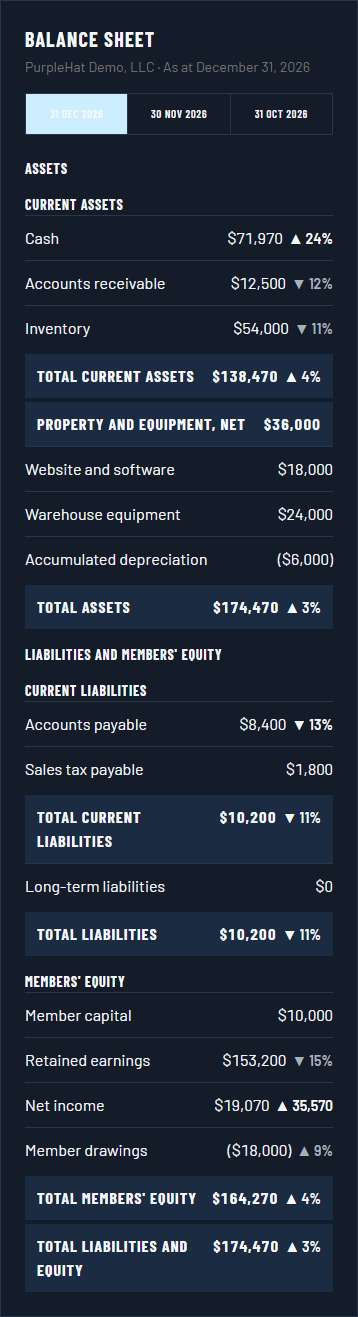 BALANCE SHEET
PurpleHat Demo, LLC · As at December 31, 2026
31 DEC 2026 30 NOV 2026 31 OCT 2026
ASSETS
CURRENT ASSETS
Cash $71,970 ▲ 24%
Accounts receivable $12,500 ▼ 12%
Inventory $54,000 ▼ 11%
TOTAL CURRENT ASSETS $138,470 ▲ 4%
PROPERTY AND EQUIPMENT, NET $36,000
Website and software $18,000
Warehouse equipment $24,000
Accumulated depreciation ($6,000)
TOTAL ASSETS $174,470 ▲ 3%
LIABILITIES AND MEMBERS' EQUITY
CURRENT LIABILITIES
Accounts payable $8,400 ▼ 13%
Sales tax payable $1,800
TOTAL CURRENT $10,200 ▼ 11%
LIABILITIES
Long-term liabilities $0
TOTAL LIABILITIES $10,200 ▼ 11%
MEMBERS' EQUITY
Member capital $10,000
Retained earnings $153,200 ▼ 15%
Net income $19,070 ▲ 35,570
Member drawings ($18,000) ▲ 9%
TOTAL MEMBERS' EQUITY $164,270 ▲ 4%
TOTAL LIABILITIES AND $174,470 ▲ 3%
EQUITY